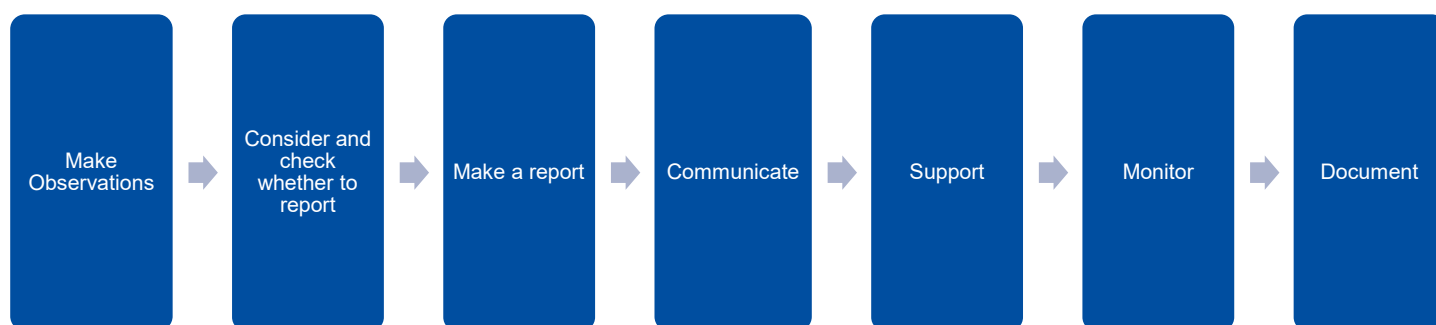 Make
Observations
Consider and
check
whether to
report
Make a report
Communicate
Support
Monitor
Document